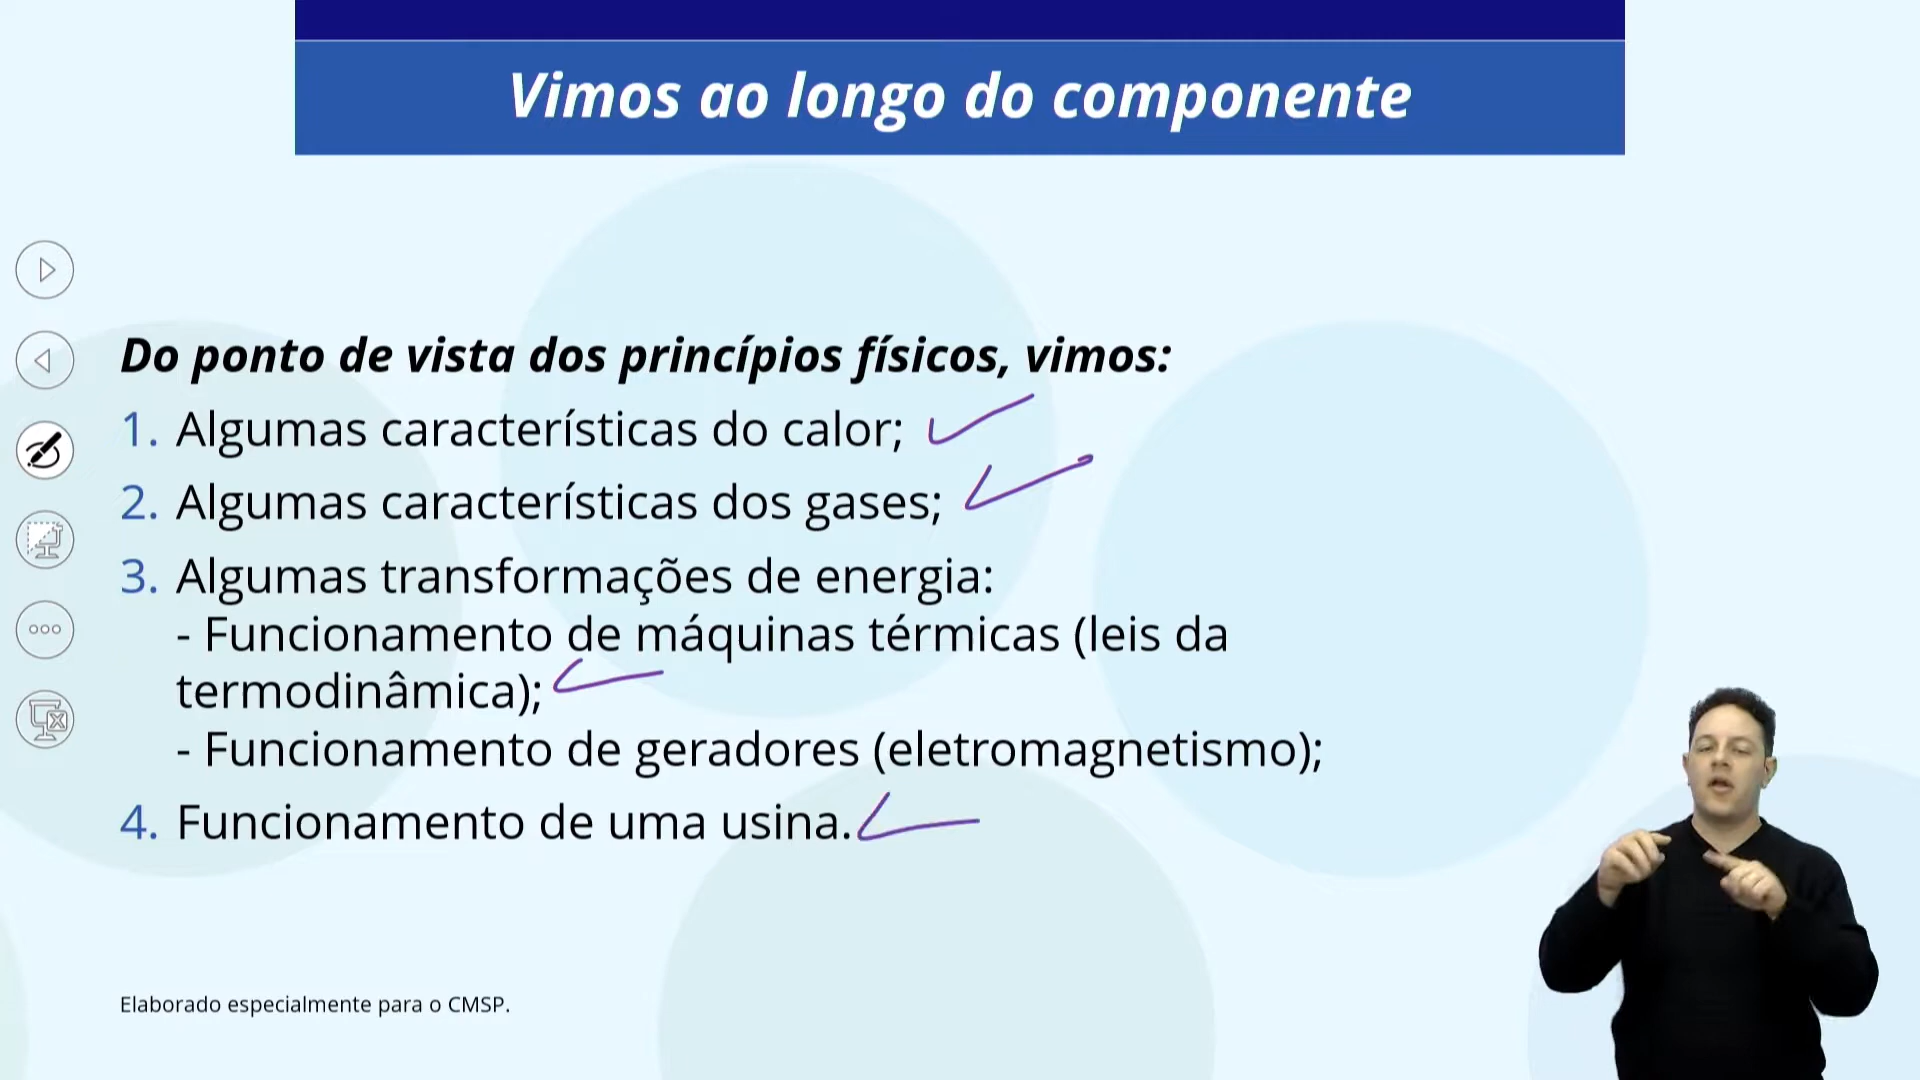 Vimos ao longo do componente
Do ponto de vista dos princípios físicos, vimos:
1. Algumas características do calor;
2. Algumas características dos gases;
3. Algumas transformações de energia:
- Funcionamento de máquinas térmicas (leis da
termodinâmica);
- Funcionamento de geradores (eletromagnetismo);
4. Funcionamento de uma usina.
Elaborado especialmente para o CMSP.